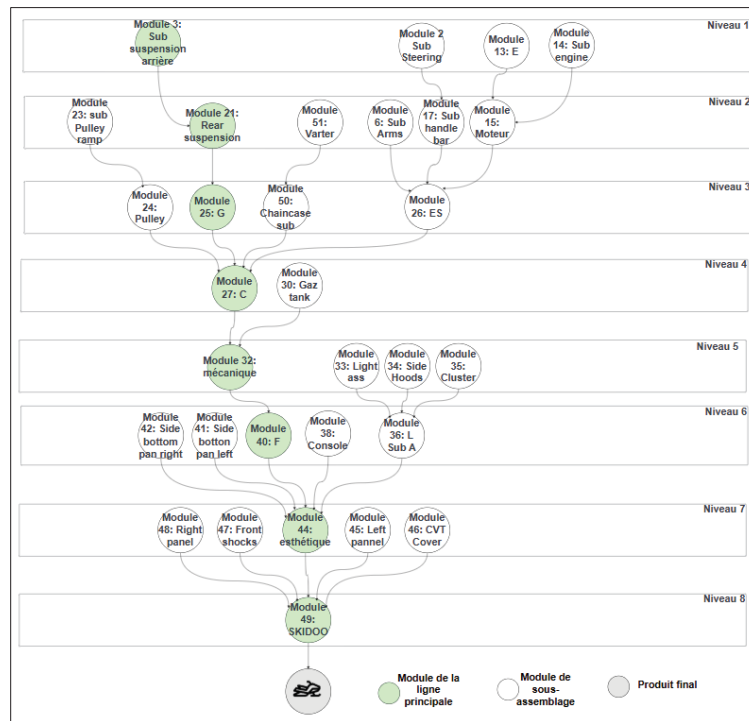 Module 3:
Sub
suspension
arrière
Module 2
Sub
Steering
Module
13: E
Module
14: Sub
engine
Niveau 1
Module
23: sub
Pulley
ramp
Module 21:
Rear
suspension
Module
51:
Varter
Module
6: Sub
Arms
Module
17: Sub
handle
bar
Module
15:
Moteur
Niveau 2
Module
24:
Pulley
Module
25: G
Module
50:
Chaincase
sub
Module
26: ES
Niveau 3
Module
27: C
Module
30: Gaz
tank
Niveau 4
Module 32:
mécanique
Module
33: Light
ass
Module
34: Side
Hoods
Module
35:
Cluster
Niveau 5
Module
42: Side
bottom
pan right
Module
41: Side
botton
pan left
Module
40: F
Module
38:
Console
Module
36: L
Sub A
Niveau 6
Module
48: Right
panel
Module
47: Front
shocks
Module
44:
esthétique
Module
45: Left
pannel
Module
46: CVT
Cover
Niveau 7
Module
49:
SKIDOO
Niveau 8
Module de la
ligne
principale
Module de
sous-
assemblage
Produit final